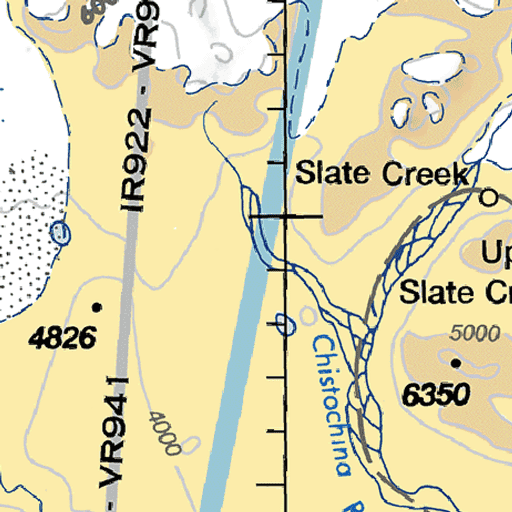 IR922 - VR9
Slate Creek
Up
Slate Cr
4826
5000
6350
Chistochina
R
4000
- VR941